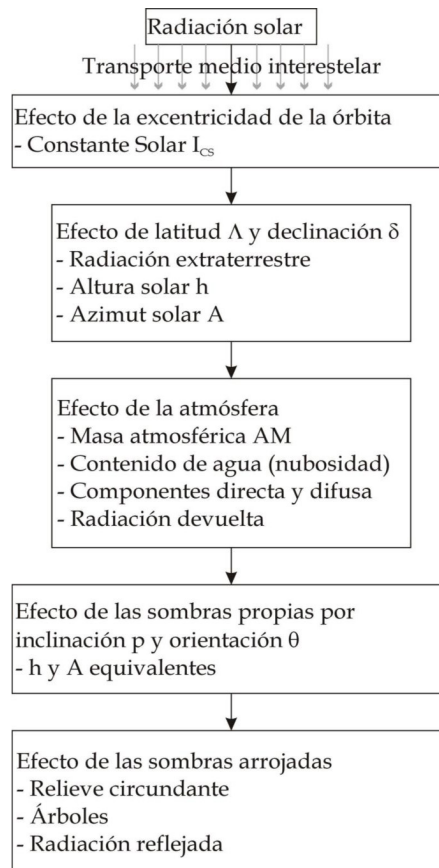 Radiación solar
Transporte medio interestelar
Efecto de la excentricidad de la órbita
- Constante Solar I_CS
Efecto de latitud Λ y declinación δ
- Radiación extraterrestre
- Altura solar h
- Azimut solar A
Efecto de la atmósfera
- Masa atmosférica AM
- Contenido de agua (nubosidad)
- Componentes directa y difusa
- Radiación devuelta
Efecto de las sombras propias por
inclinación p y orientación θ
- h y A equivalentes
Efecto de las sombras arrojadas
- Relieve circundante
- Árboles
- Radiación reflejada